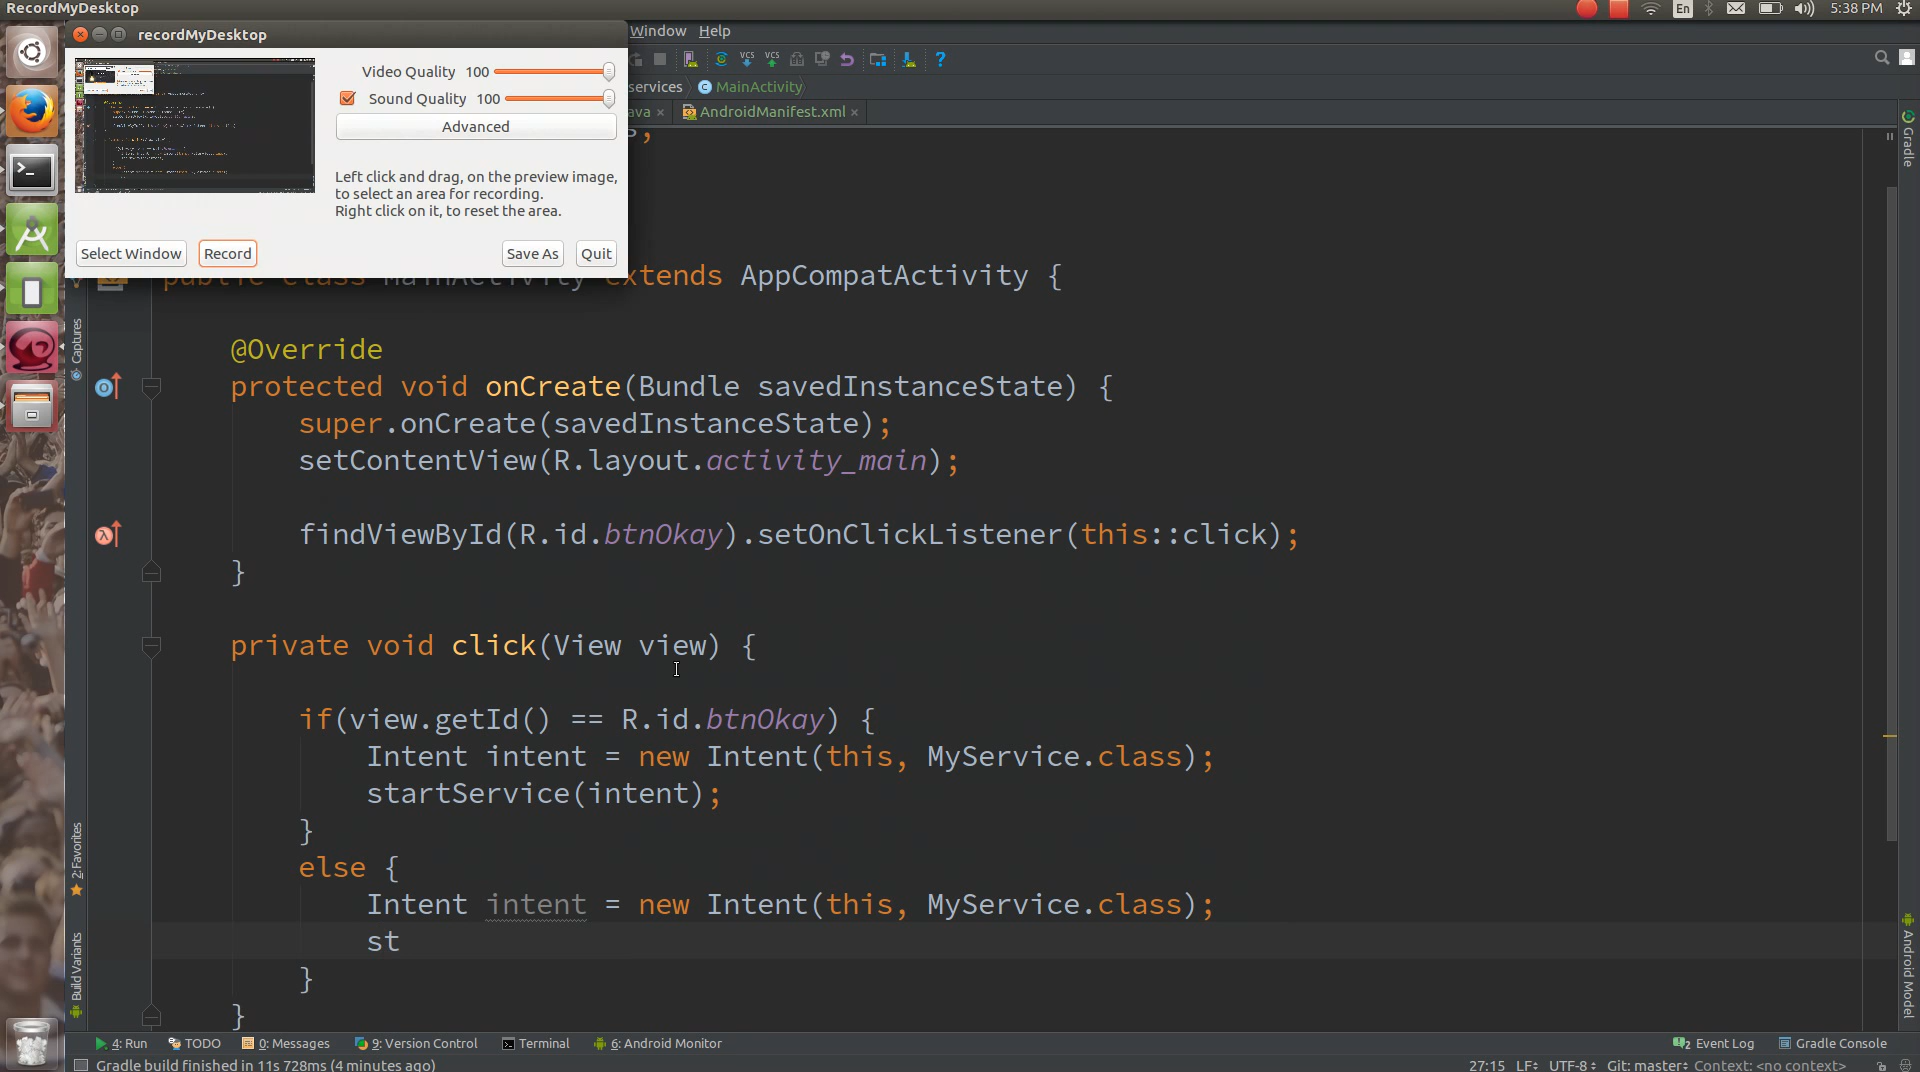 RecordMyDesktop
En
5:38 PM
recordMyDesktop
Window Help
Video Quality 100
Sound Quality 100
Advanced
Left click and drag, on the preview image,
to select an area for recording.
Right click on it, to reset the area.
Select Window Record Save As Quit
services MainActivity
AndroidManifest.xml
public class MainActivity extends AppCompatActivity {
@Override
protected void onCreate(Bundle savedInstanceState) {
super.onCreate(savedInstanceState);
setContentView(R.layout.activity_main);
findViewById(R.id.btnOkay).setOnClickListener(this::click);
}
private void click(View view) {
if(view.getId() == R.id.btnOkay) {
Intent intent = new Intent(this, MyService.class);
startService(intent);
}
else {
Intent intent = new Intent(this, MyService.class);
st
}
}
Captures
2: Favorites
Build Variants
Gradle
Android Model
4: Run TODO 0: Messages 9: Version Control Terminal 6: Android Monitor
2 Event Log Gradle Console
Gradle build finished in 11s 728ms (4 minutes ago)
27:15 LF UTF-8 Git: master Context: <no context>